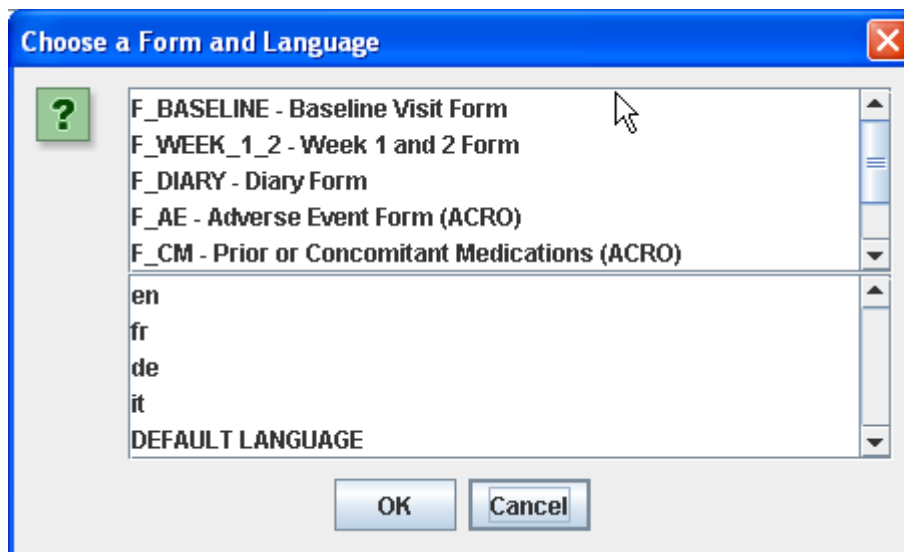 Choose a Form and Language
?
F_BASELINE - Baseline Visit Form
F_WEEK_1_2 - Week 1 and 2 Form
F_DIARY - Diary Form
F_AE - Adverse Event Form (ACRO)
F_CM - Prior or Concomitant Medications (ACRO)
en
fr
de
it
DEFAULT LANGUAGE
OK Cancel